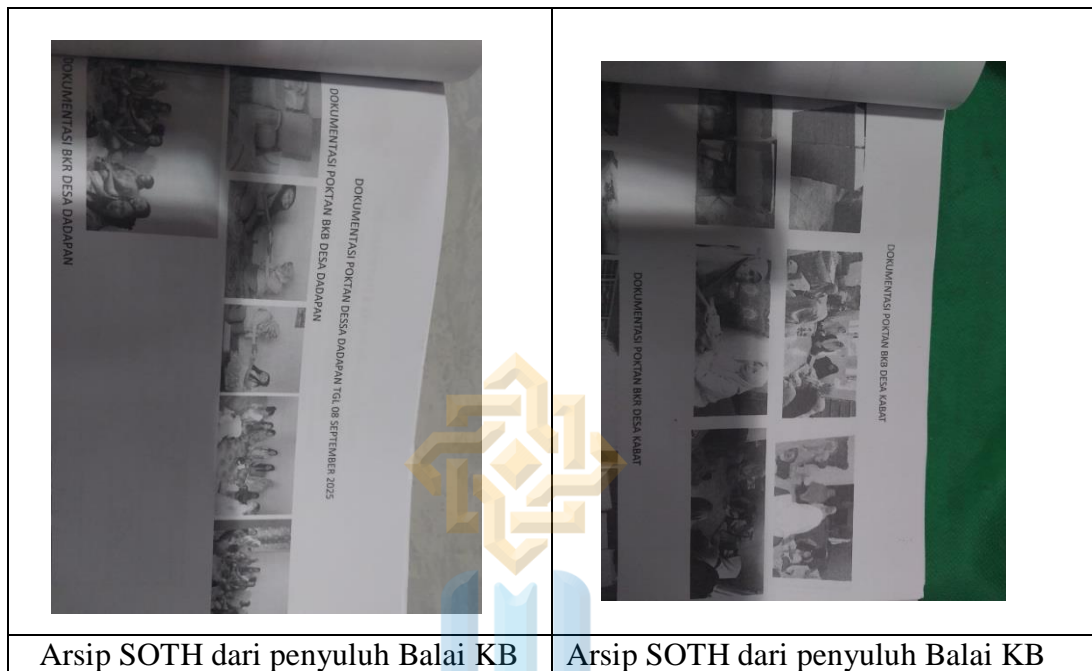 DOKUMENTASI POKTAN DESSA DADAPAN TGL 08 SEPTEMBER 2025
DOKUMENTASI POKTAN BKB DESA DADAPAN
DOKUMENTASI BKR DESA DADAPAN
DOKUMENTASI POKTAN BKB DESA KABAT
DOKUMENTASI POKTAN BKR DESA KABAT
Arsip SOTH dari penyuluh Balai KB
Arsip SOTH dari penyuluh Balai KB